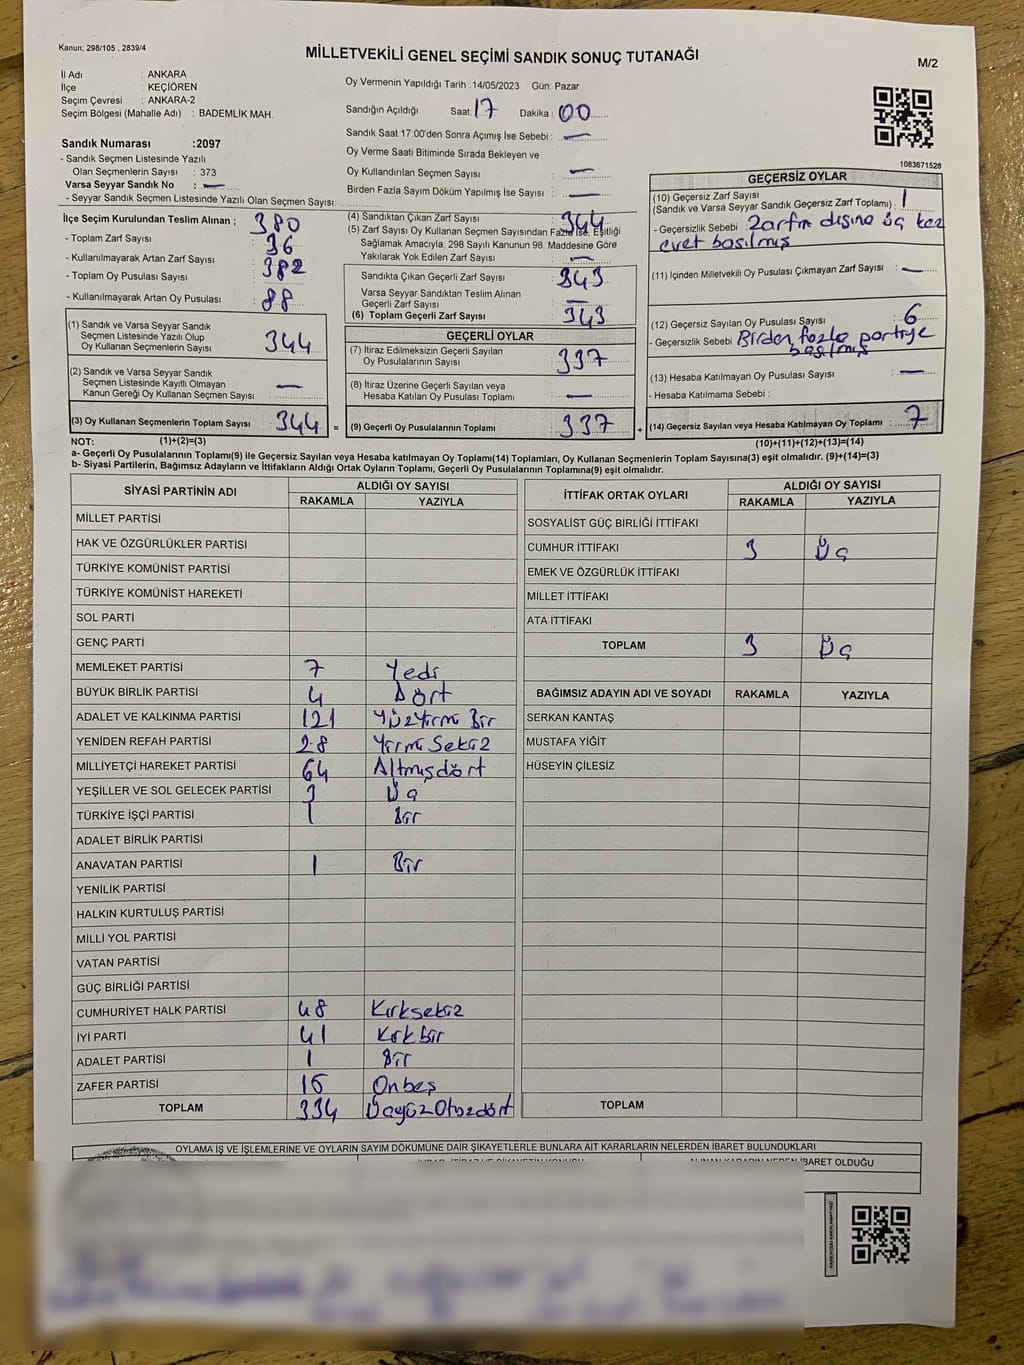 Kanun; 298/105 , 2839/4
MİLLETVEKİLİ GENEL SEÇİMİ SANDIK SONUÇ TUTANAĞI
M/2
İl Adı : ANKARA
İlçe : KEÇİÖREN
Seçim Çevresi : ANKARA-2
Seçim Bölgesi (Mahalle Adı) : BADEMLİK MAH.
Oy Vermenin Yapıldığı Tarih : 14/05/2023 Gün: Pazar
Sandığın Açıldığı Saat: 17 Dakika : 00
Sandık Saat 17.00'den Sonra Açımış İse Sebebi : —
Oy Verme Saati Bitiminde Sırada Bekleyen ve
Oy Kullandırılan Seçmen Sayısı : —
Birden Fazla Sayım Döküm Yapılmış İse Sayısı : —
1083671528
Sandık Numarası :2097
- Sandık Seçmen Listesinde Yazılı
Olan Seçmenlerin Sayısı : 373
Varsa Seyyar Sandık No : —
- Seyyar Sandık Seçmen Listesinde Yazılı Olan Seçmen Sayısı:
İlçe Seçim Kurulundan Teslim Alınan ; 380
- Toplam Zarf Sayısı 36
- Kullanılmayarak Artan Zarf Sayısı 382
- Toplam Oy Pusulası Sayısı
- Kullanılmayarak Artan Oy Pusulası 88
(1) Sandık ve Varsa Seyyar Sandık
Seçmen Listesinde Yazılı Olup
Oy Kullanan Seçmenlerin Sayısı : 344
(2) Sandık ve Varsa Seyyar Sandık
Seçmen Listesinde Kayıtlı Olmayan
Kanun Gereği Oy Kullanan Seçmen Sayısı : —
(3) Oy Kullanan Seçmenlerin Toplam Sayısı 344 =
(4) Sandıktan Çıkan Zarf Sayısı : 344
(5) Zarf Sayısı Oy Kullanan Seçmen Sayısından Fazla İse, Eşitliği
Sağlamak Amacıyla, 298 Sayılı Kanunun 98. Maddesine Göre
Yakılarak Yok Edilen Zarf Sayısı : —
Sandıkta Çıkan Geçerli Zarf Sayısı : 343
Varsa Seyyar Sandıktan Teslim Alınan
Geçerli Zarf Sayısı : —
(6) Toplam Geçerli Zarf Sayısı : 343
GEÇERLİ OYLAR
(7) İtiraz Edilmeksizin Geçerli Sayılan
Oy Pusulalarının Sayısı : 337
(8) İtiraz Üzerine Geçerli Sayılan veya
Hesaba Katılan Oy Pusulası Toplamı : —
(9) Geçerli Oy Pusulalarının Toplamı : 337 +
GEÇERSİZ OYLAR
(10) Geçersiz Zarf Sayısı
(Sandık ve Varsa Seyyar Sandık Geçersiz Zarf Toplamı) : 1
- Geçersizlik Sebebi : Zarfın dışına üç kez
evet basılmış
(11) İçinden Milletvekili Oy Pusulası Çıkmayan Zarf Sayısı : —
(12) Geçersiz Sayılan Oy Pusulası Sayısı : 6
- Geçersizlik Sebebi : Birden fazla partiye
basılmış
(13) Hesaba Katılmayan Oy Pusulası Sayısı : —
- Hesaba Katılmama Sebebi :
(14) Geçersiz Sayılan veya Hesaba Katılmayan Oy Toplamı : 7
NOT: (1)+(2)=(3) (10)+(11)+(12)+(13)=(14)
a- Geçerli Oy Pusulalarının Toplamı(9) ile Geçersiz Sayılan veya Hesaba katılmayan Oy Toplamı(14) Toplamları, Oy Kullanan Seçmenlerin Toplam Sayısına(3) eşit olmalıdır. (9)+(14)=(3)
b- Siyasi Partilerin, Bağımsız Adayların ve İttifakların Aldığı Ortak Oyların Toplamı, Geçerli Oy Pusulalarının Toplamına(9) eşit olmalıdır.
SİYASİ PARTİNİN ADI ALDIĞI OY SAYISI
RAKAMLA YAZIYLA
MİLLET PARTİSİ
HAK VE ÖZGÜRLÜKLER PARTİSİ
TÜRKİYE KOMÜNİST PARTİSİ
TÜRKİYE KOMÜNİST HAREKETİ
SOL PARTİ
GENÇ PARTİ
MEMLEKET PARTİSİ 7 Yedi
BÜYÜK BİRLİK PARTİSİ 4 Dört
ADALET VE KALKINMA PARTİSİ 121 Yüzyirmi Bir
YENİDEN REFAH PARTİSİ 28 Yirmi Sekiz
MİLLİYETÇİ HAREKET PARTİSİ 64 Altmışdört
YEŞİLLER VE SOL GELECEK PARTİSİ 3 Üç
TÜRKİYE İŞÇİ PARTİSİ 1 Bir
ADALET BİRLİK PARTİSİ
ANAVATAN PARTİSİ 1 Bir
YENİLİK PARTİSİ
HALKIN KURTULUŞ PARTİSİ
MİLLİ YOL PARTİSİ
VATAN PARTİSİ
GÜÇ BİRLİĞİ PARTİSİ
CUMHURİYET HALK PARTİSİ 48 Kırksekiz
İYİ PARTİ 41 Kırkbir
ADALET PARTİSİ 1 Bir
ZAFER PARTİSİ 15 Onbeş
TOPLAM 334 Üçyüz Otuzdört
İTTİFAK ORTAK OYLARI ALDIĞI OY SAYISI
RAKAMLA YAZIYLA
SOSYALİST GÜÇ BİRLİĞİ İTTİFAKI
CUMHUR İTTİFAKI 3 Üç
EMEK VE ÖZGÜRLÜK İTTİFAKI
MİLLET İTTİFAKI
ATA İTTİFAKI
TOPLAM 3 Üç
BAĞIMSIZ ADAYIN ADI VE SOYADI RAKAMLA YAZIYLA
SERKAN KANTAŞ
MUSTAFA YİĞİT
HÜSEYİN ÇİLESİZ
TOPLAM
OYLAMA İŞ VE İŞLEMLERİNE VE OYLARIN SAYIM DÖKÜMÜNE DAİR ŞİKAYETLERLE BUNLARA AİT KARARLARIN NELERDEN İBARET BULUNDUKLARI
ALINAN KARARIN NEDEN İBARET OLDUĞU